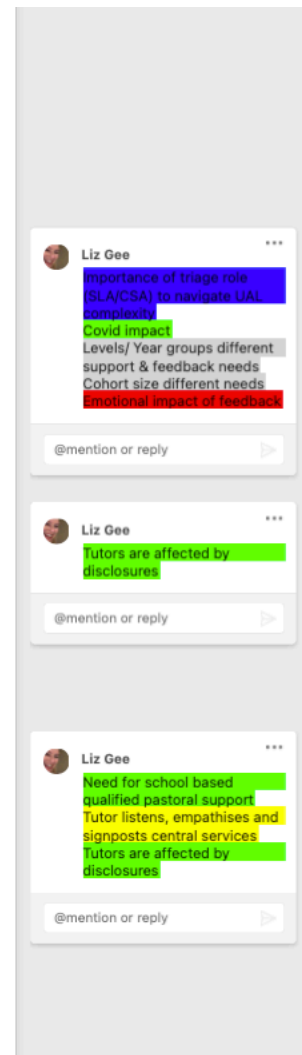 Liz Gee
Importance of triage role
(SLA/CSA) to navigate UAL
complexity
Covid impact
Levels/ Year groups different
support & feedback needs
Cohort size different needs
Emotional impact of feedback
@mention or reply
Liz Gee
Tutors are affected by
disclosures
@mention or reply
Liz Gee
Need for school based
qualified pastoral support
Tutor listens, empathises and
signposts central services
Tutors are affected by
disclosures
@mention or reply